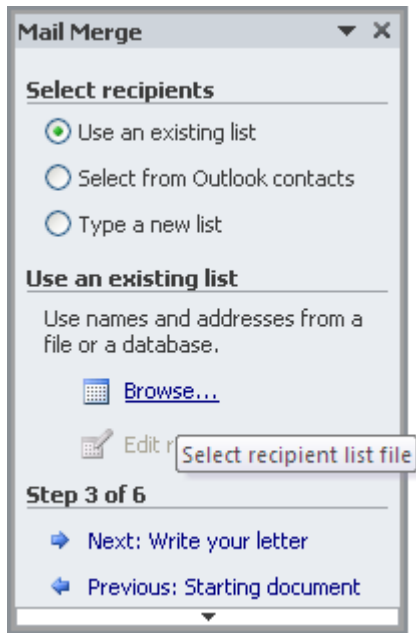 Mail Merge
Select recipients
Use an existing list
Select from Outlook contacts
Type a new list
Use an existing list
Use names and addresses from a
file or a database.
Browse...
Edit
Select recipient list file
Step 3 of 6
Next: Write your letter
Previous: Starting document